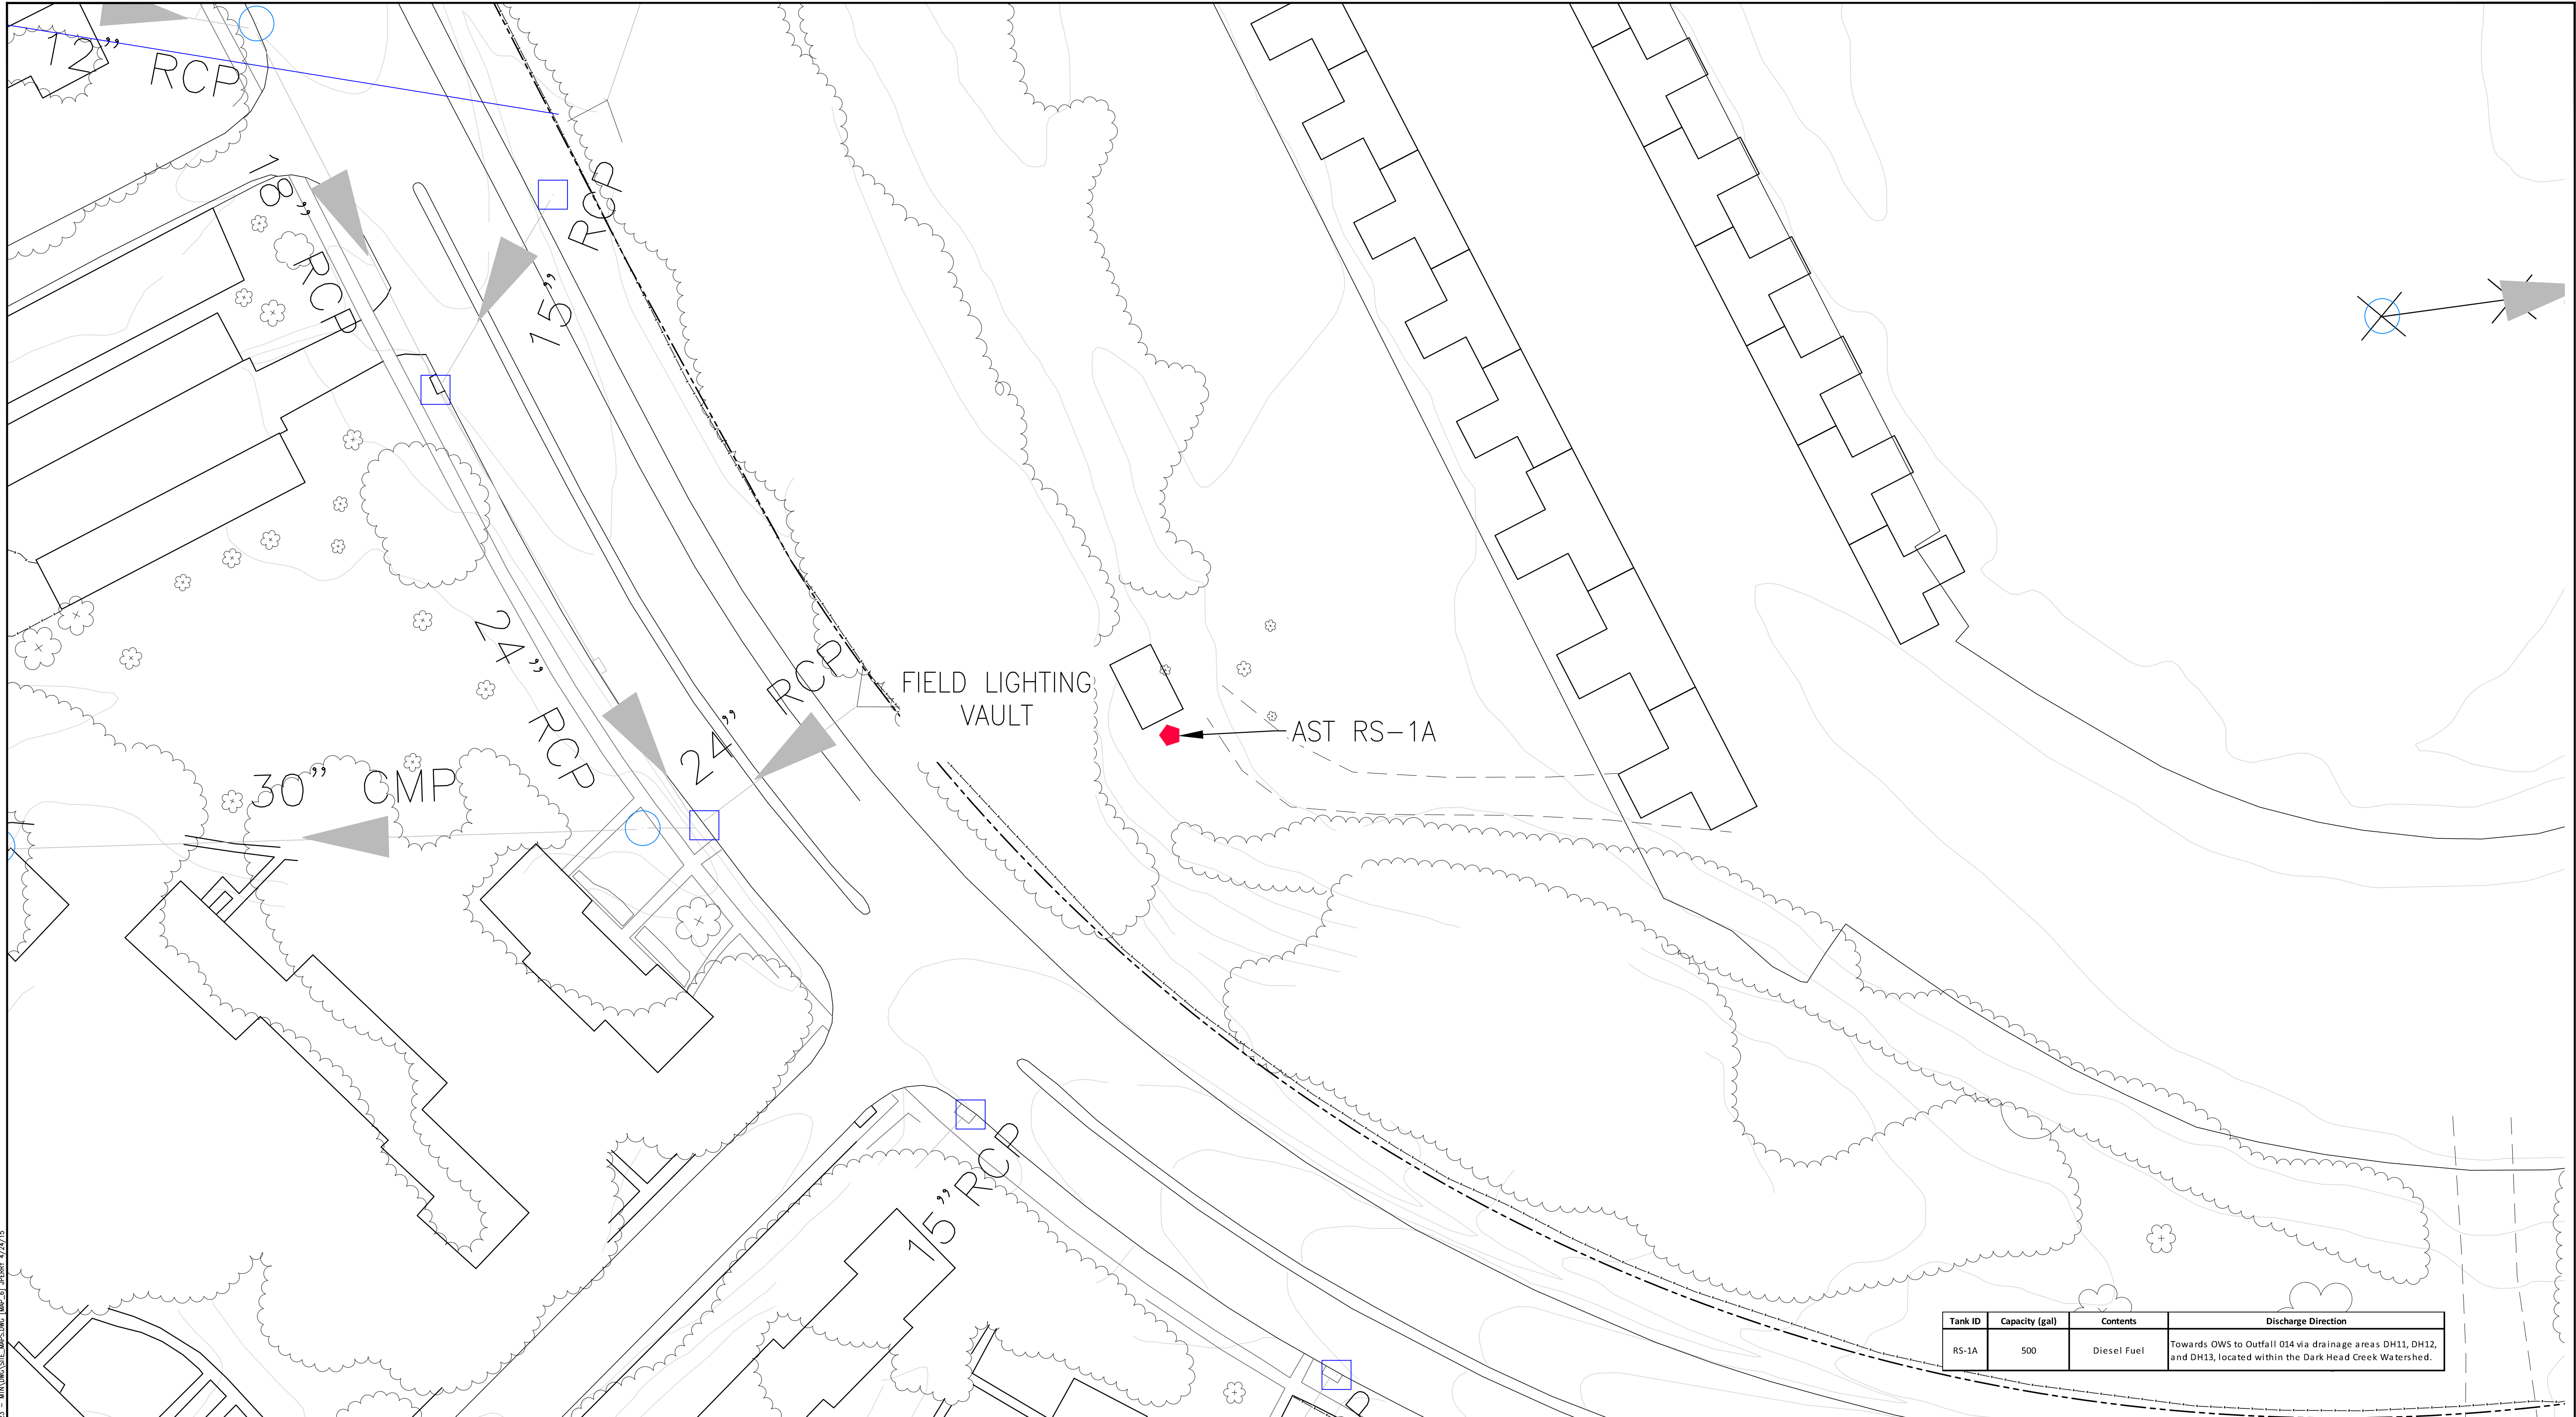 12" RCP
18" RCP
15" RCP
24" RCP
24" RCP
FIELD LIGHTING
VAULT
AST RS-1A
30" CMP
15" RCP
P
Tank ID Capacity (gal) Contents Discharge Direction
RS-1A 500 Diesel Fuel Towards OWS to Outfall 014 via drainage areas DH11, DH12,
and DH13, located within the Dark Head Creek Watershed.